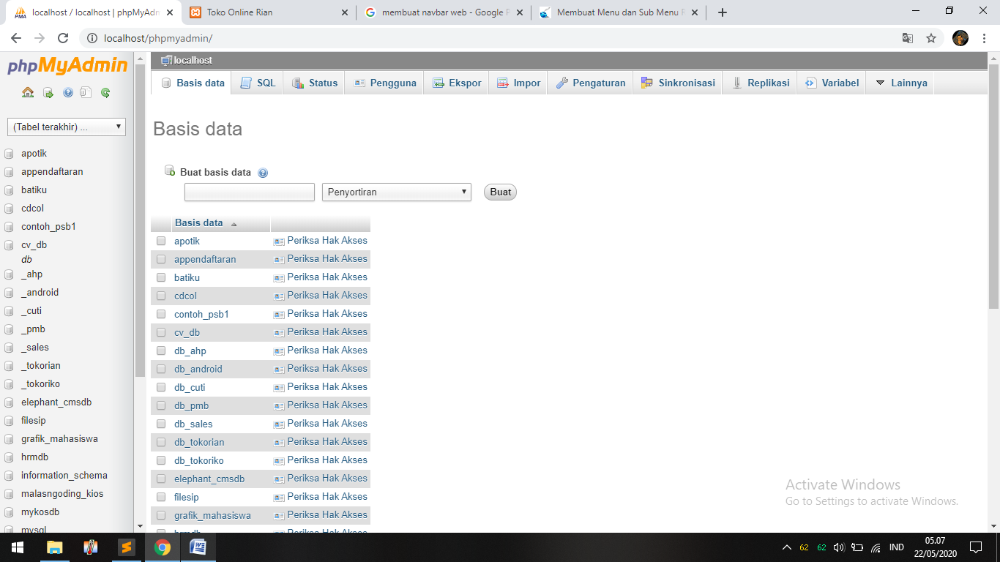 localhost / localhost | phpMyAdm
Toko Online Rian
membuat navbar web - Google P
Membuat Menu dan Sub Menu F
localhost/phpmyadmin/
phpMyAdmin
(Tabel terakhir) ...
apotik
appendaftaran
batiku
cdcol
contoh_psb1
cv_db
db
_ahp
_android
_cuti
_pmb
_sales
_tokorian
_tokoriko
elephant_cmsdb
filesip
grafik_mahasiswa
hrmdb
information_schema
malasngoding_kios
mykosdb
mysql
localhost
Basis data
SQL
Status
Pengguna
Ekspor
Impor
Pengaturan
Sinkronisasi
Replikasi
Variabel
Lainnya
Basis data
Buat basis data
Penyortiran
Buat
Basis data
apotik Periksa Hak Akses
appendaftaran Periksa Hak Akses
batiku Periksa Hak Akses
cdcol Periksa Hak Akses
contoh_psb1 Periksa Hak Akses
cv_db Periksa Hak Akses
db_ahp Periksa Hak Akses
db_android Periksa Hak Akses
db_cuti Periksa Hak Akses
db_pmb Periksa Hak Akses
db_sales Periksa Hak Akses
db_tokorian Periksa Hak Akses
db_tokoriko Periksa Hak Akses
elephant_cmsdb Periksa Hak Akses
filesip Periksa Hak Akses
grafik_mahasiswa Periksa Hak Akses
hrmdb Periksa Hak Akses
Activate Windows
Go to Settings to activate Windows.
62 62 IND
05.07
22/05/2020